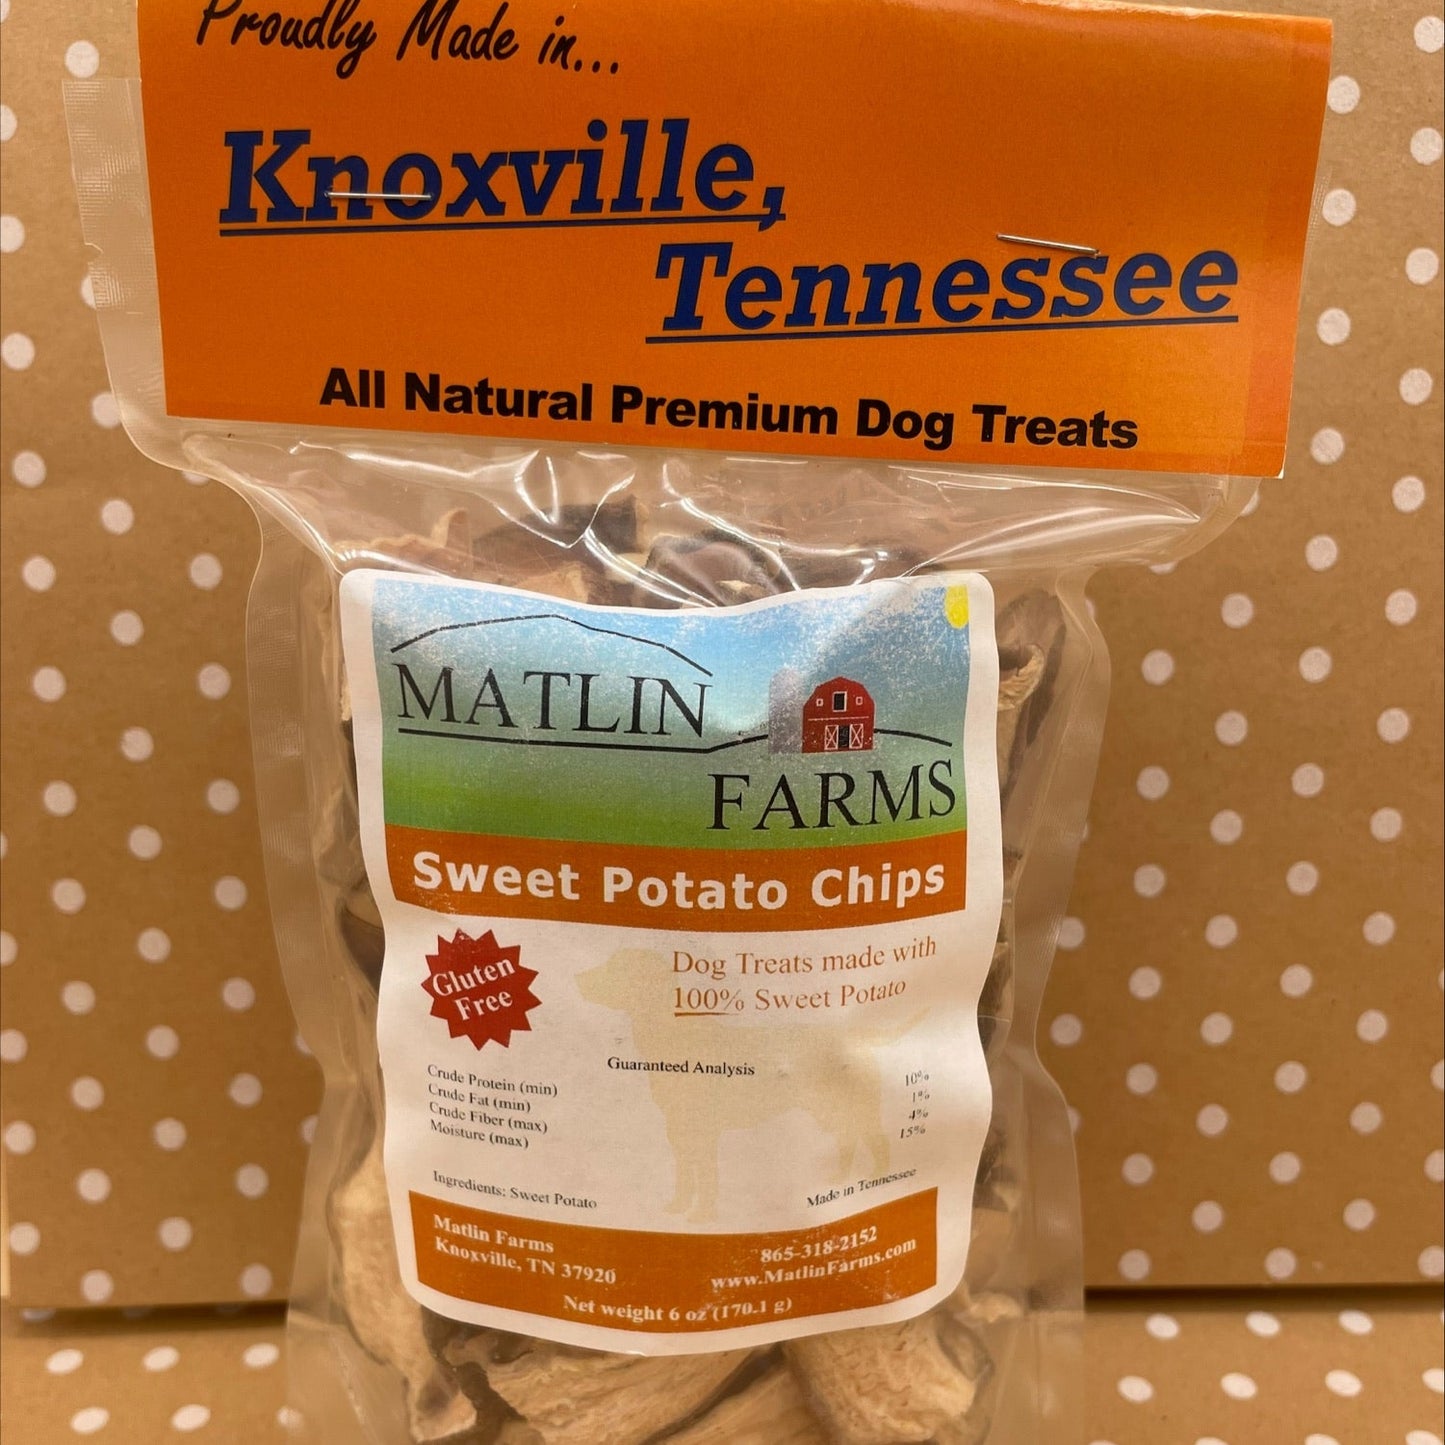 Proudly Made in...
Knoxville,
Tennessee
All Natural Premium Dog Treats
MATLIN
FARMS
Sweet Potato Chips
Gluten
Free
Dog Treats made with
100% Sweet Potato
Guaranteed Analysis
Crude Protein (min) 10%
Crude Fat (min) 1%
Crude Fiber (max) 4%
Moisture (max) 15%
Ingredients: Sweet Potato
Made in Tennessee
Matlin Farms
Knoxville, TN 37920
865-318-2152
www.MatlinFarms.com
Net weight 6 oz (170.1 g)